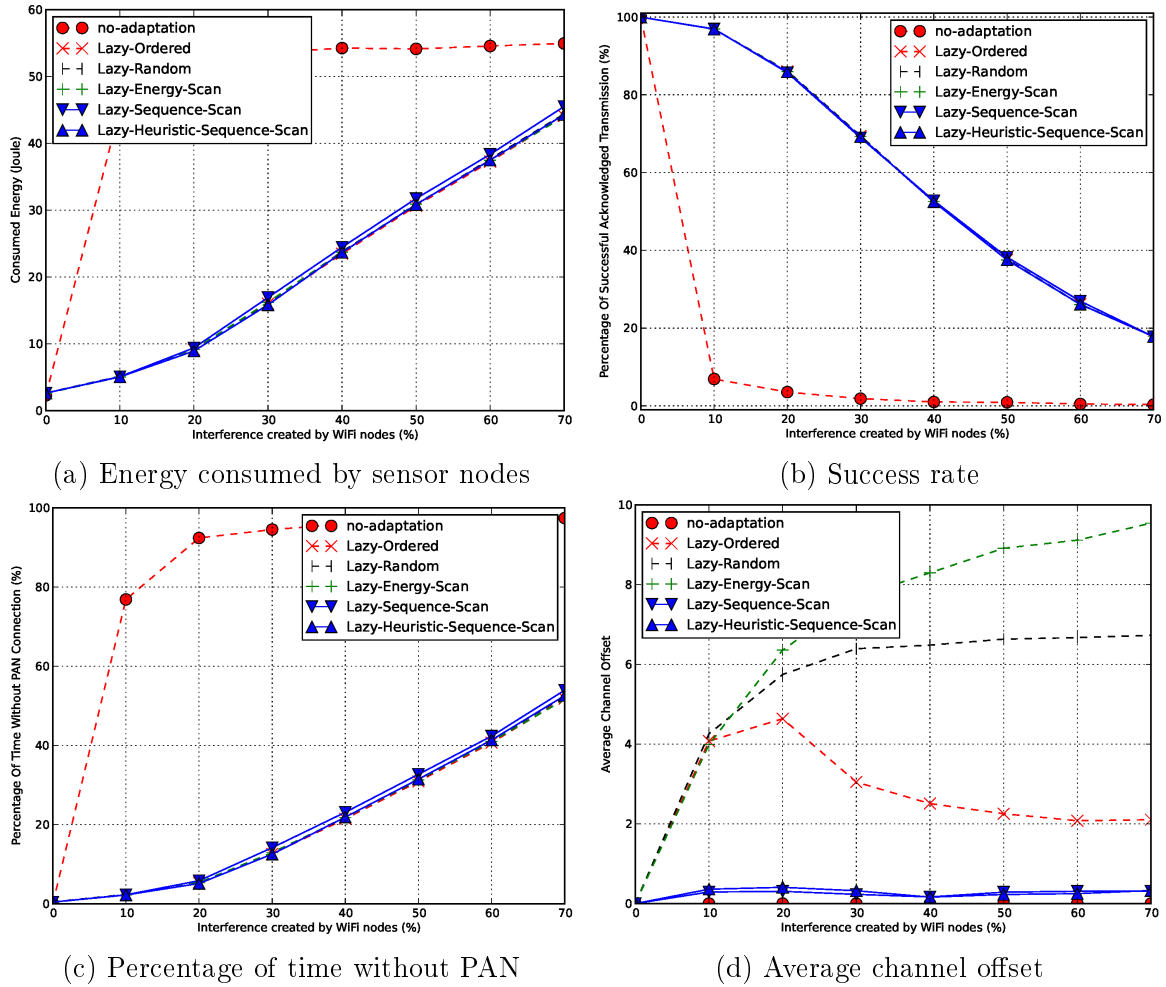 60
50
40
30
20
10
0
Consumed Energy (Joule)
no-adaptation
Lazy-Ordered
Lazy-Random
Lazy-Energy-Scan
Lazy-Sequence-Scan
Lazy-Heuristic-Sequence-Scan
0 10 20 30 40 50 60 70
Interference created by WiFi nodes (%)
(a) Energy consumed by sensor nodes
100
80
60
40
20
0
Percentage Of Successful Acknowledged Transmission (%)
no-adaptation
Lazy-Ordered
Lazy-Random
Lazy-Energy-Scan
Lazy-Sequence-Scan
Lazy-Heuristic-Sequence-Scan
0 10 20 30 40 50 60 70
Interference created by WiFi nodes (%)
(b) Success rate
100
80
60
40
20
0
Percentage Of Time Without PAN Connection (%)
no-adaptation
Lazy-Ordered
Lazy-Random
Lazy-Energy-Scan
Lazy-Sequence-Scan
Lazy-Heuristic-Sequence-Scan
0 10 20 30 40 50 60 70
Interference created by WiFi nodes (%)
(c) Percentage of time without PAN
10
8
6
4
2
0
Average Channel Offset
no-adaptation
Lazy-Ordered
Lazy-Random
Lazy-Energy-Scan
Lazy-Sequence-Scan
Lazy-Heuristic-Sequence-Scan
0 10 20 30 40 50 60 70
Interference created by WiFi nodes (%)
(d) Average channel offset